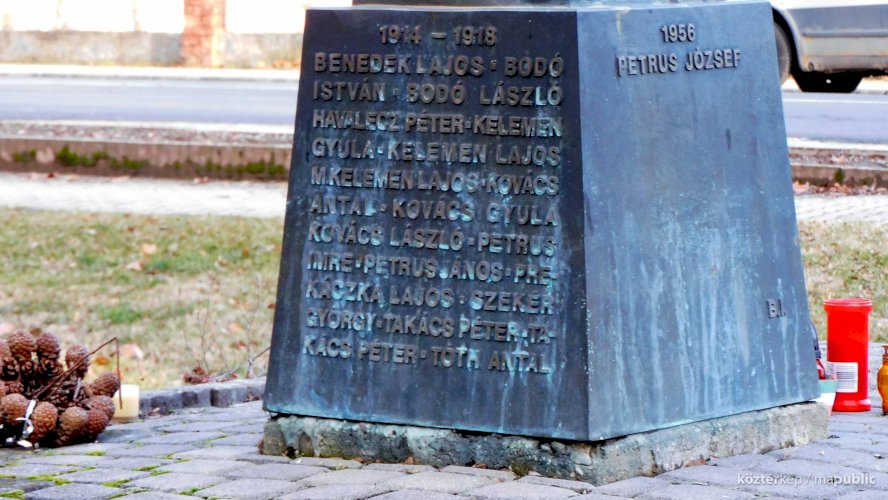 1914 – 1918
BENEDEK LAJOS · BODÓ
ISTVÁN · BODÓ LÁSZLÓ
HAVALECZ PÉTER · KELEMEN
GYULA · KELEMEN LAJOS
M.KELEMEN LAJOS · KOVÁCS
ANTAL · KOVÁCS GYULA
KOVÁCS LÁSZLÓ · PETRUS
IMRE · PETRUS JÁNOS · PRE-
KACZKA LAJOS · SZEKER
GYÖRGY · TAKÁCS PÉTER · TA-
KÁCS PÉTER · TÓTH ANTAL
1956
PETRUS JÓZSEF
B.I.
köztérkép / mapublic